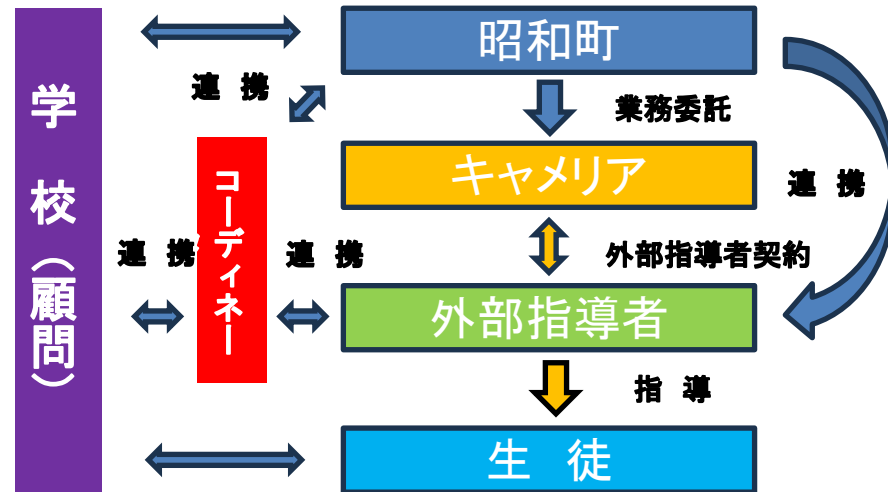 昭和町
連 携
業務委託
学校（顧問）
コーディネー
キャメリア
連 携
連 携
連 携
外部指導者契約
外部指導者
指 導
生 徒